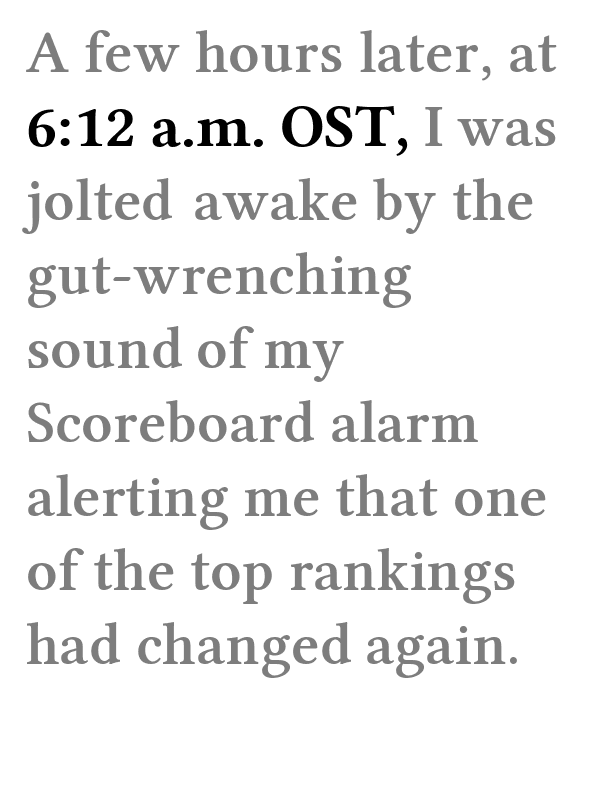 A few hours later, at
6:12 a.m. OST, I was
jolted awake by the
gut-wrenching
sound of my
Scoreboard alarm
alerting me that one
of the top rankings
had changed again.